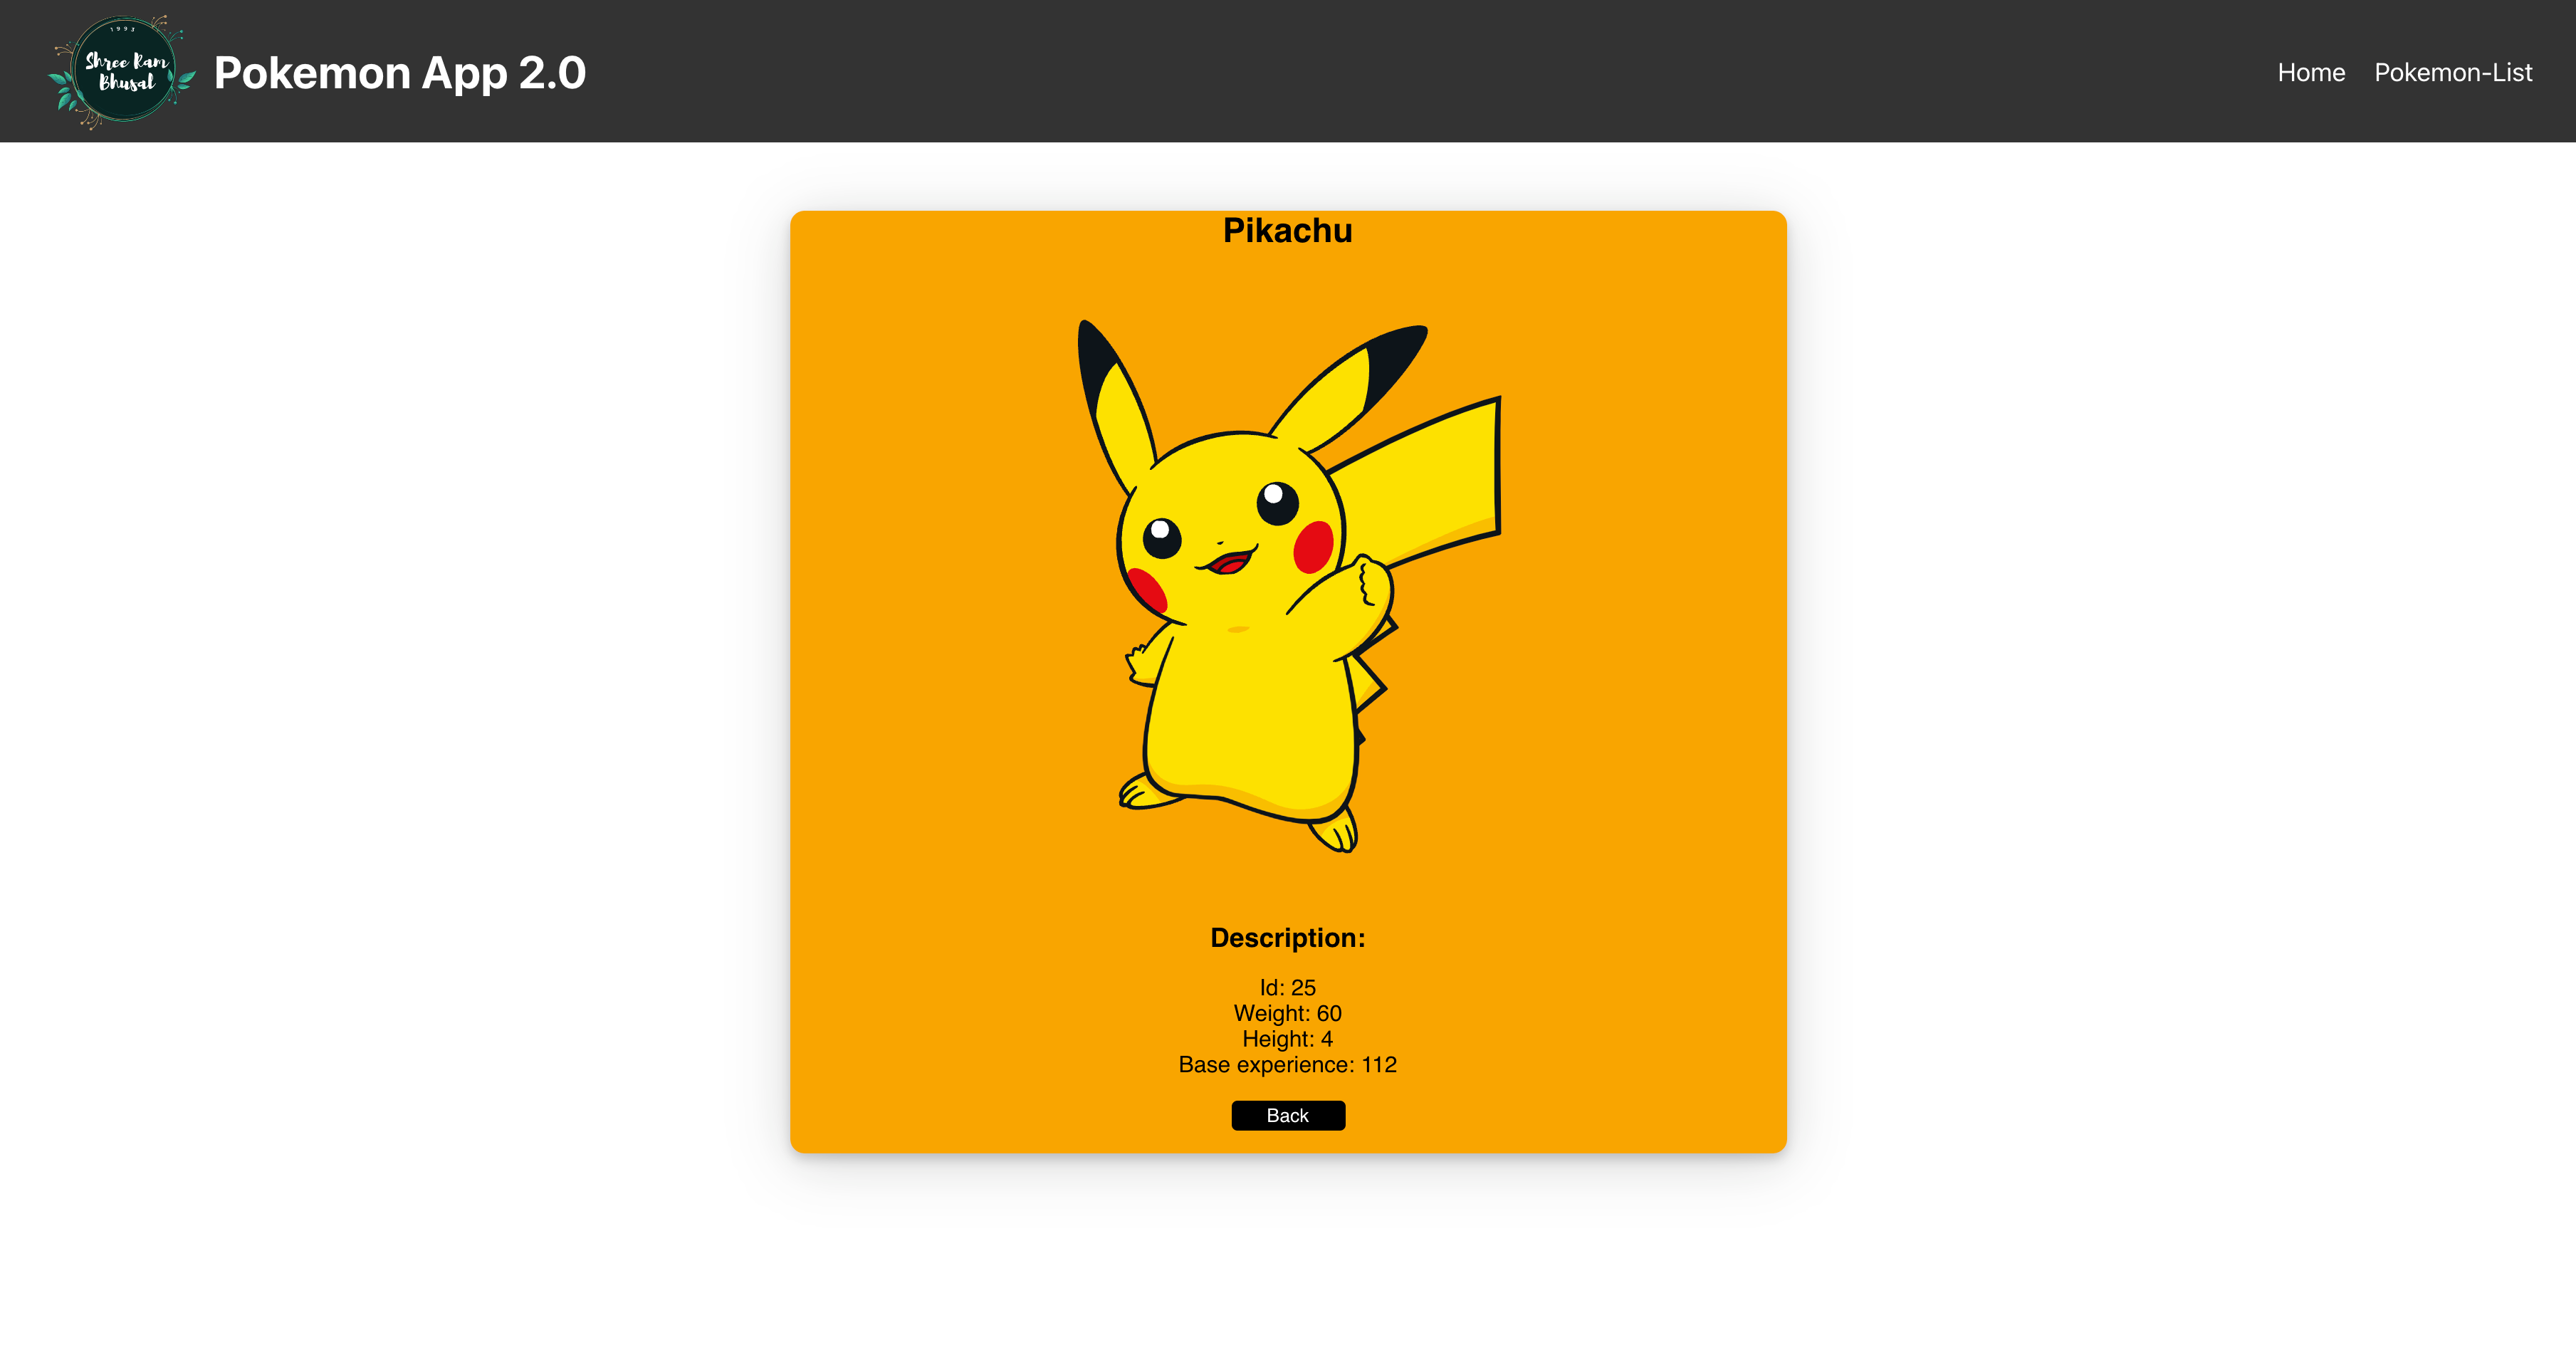 1993
Shree Ram
Bhusal
Pokemon App 2.0
Home
Pokemon-List
Pikachu
Description:
Id: 25
Weight: 60
Height: 4
Base experience: 112
Back